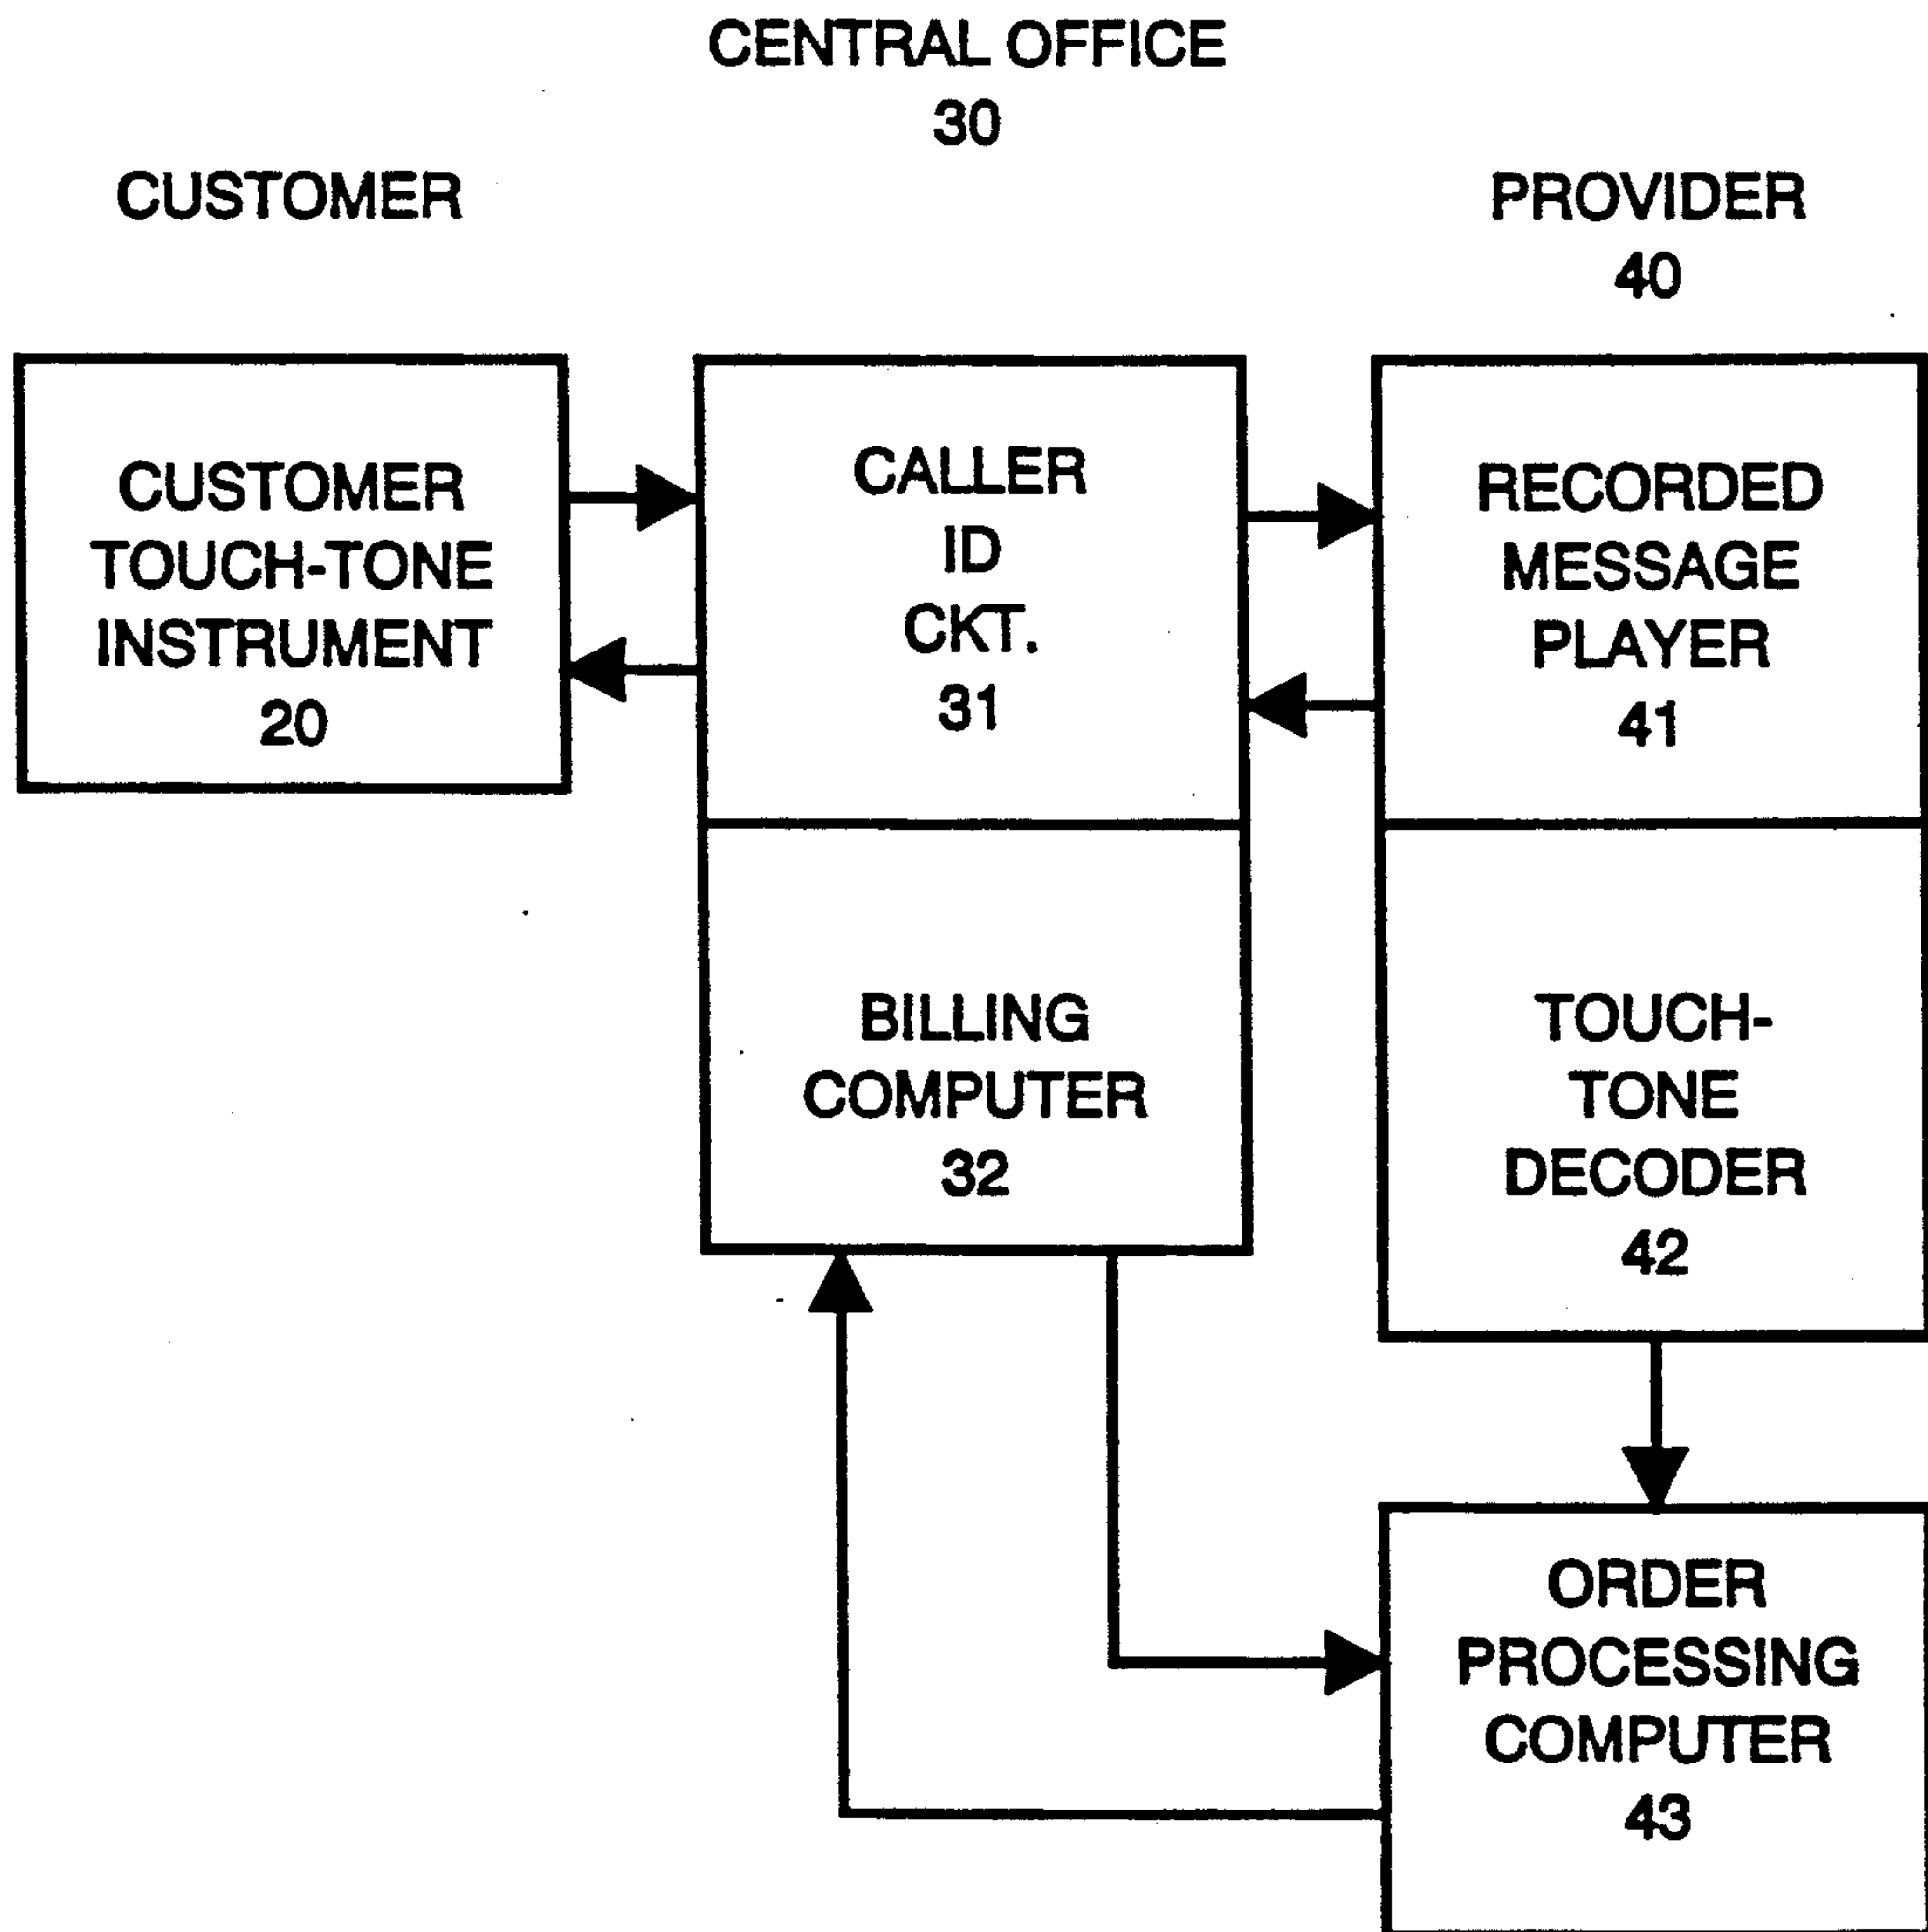 CENTRAL OFFICE
30
CUSTOMER
PROVIDER
40
CUSTOMER
TOUCH-TONE
INSTRUMENT
20
CALLER
ID
CKT.
31
RECORDED
MESSAGE
PLAYER
41
BILLING
COMPUTER
32
TOUCH-
TONE
DECODER
42
ORDER
PROCESSING
COMPUTER
43